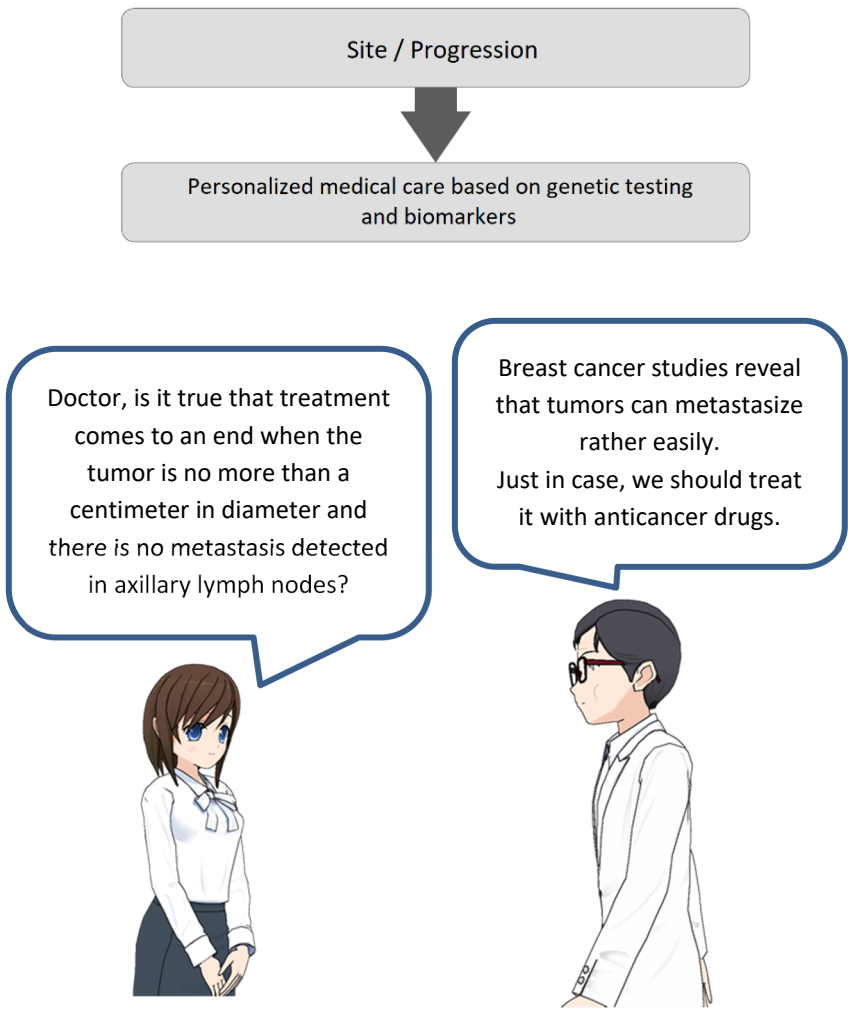 Site / Progression
Personalized medical care based on genetic testing
and biomarkers
Doctor, is it true that treatment
comes to an end when the
tumor is no more than a
centimeter in diameter and
there is no metastasis detected
in axillary lymph nodes?
Breast cancer studies reveal
that tumors can metastasize
rather easily.
Just in case, we should treat
it with anticancer drugs.